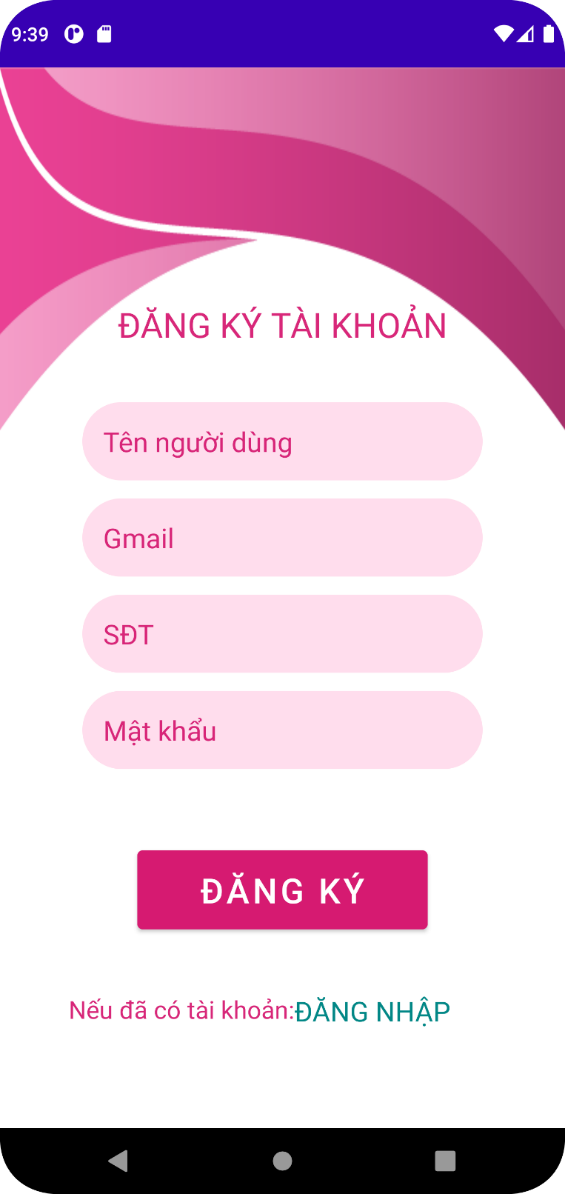 9:39
ĐĂNG KÝ TÀI KHOẢN
Tên người dùng
Gmail
SĐT
Mật khẩu
ĐĂNG KÝ
Nếu đã có tài khoản:ĐĂNG NHẬP